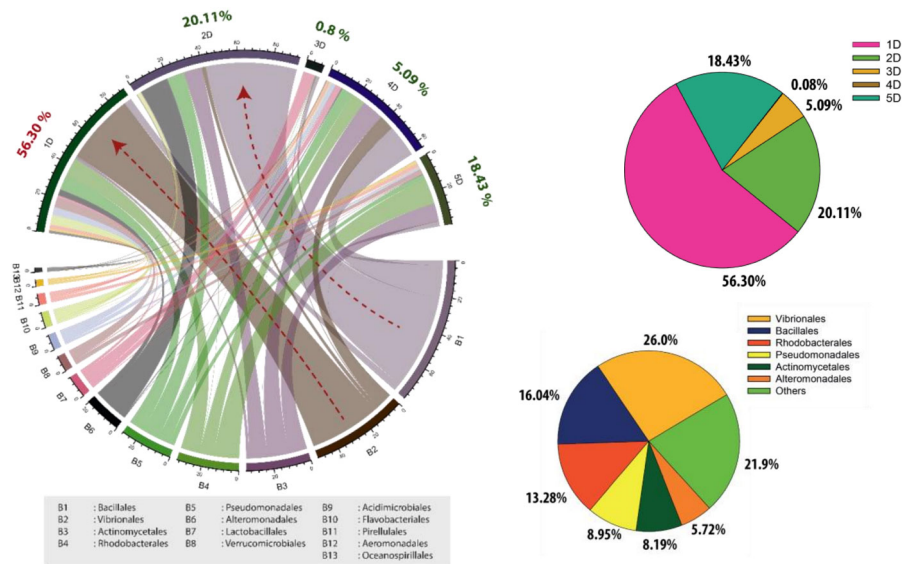 20.11%
2D
0.8 %
3D
5.09 %
4D
56.30 %
1D
18.43 %
5D
B13
B12
B11
B10
B9
B8
B7
B6
B5
B4
B3
B2
B1
B1 : Bacillales
B2 : Vibrionales
B3 : Actinomycetales
B4 : Rhodobacterales
B5 : Pseudomonadales
B6 : Alteromonadales
B7 : Lactobacillales
B8 : Verrucomicrobiales
B9 : Acidimicrobiales
B10 : Flavobacteriales
B11 : Pirellulales
B12 : Aeromonadales
B13 : Oceanospirillales
18.43%
0.08%
5.09%
20.11%
56.30%
1D
2D
3D
4D
5D
Vibrionales
Bacillales
Rhodobacterales
Pseudomonadales
Actinomycetales
Alteromonadales
Others
26.0%
16.04%
21.9%
13.28%
8.95%
8.19%
5.72%